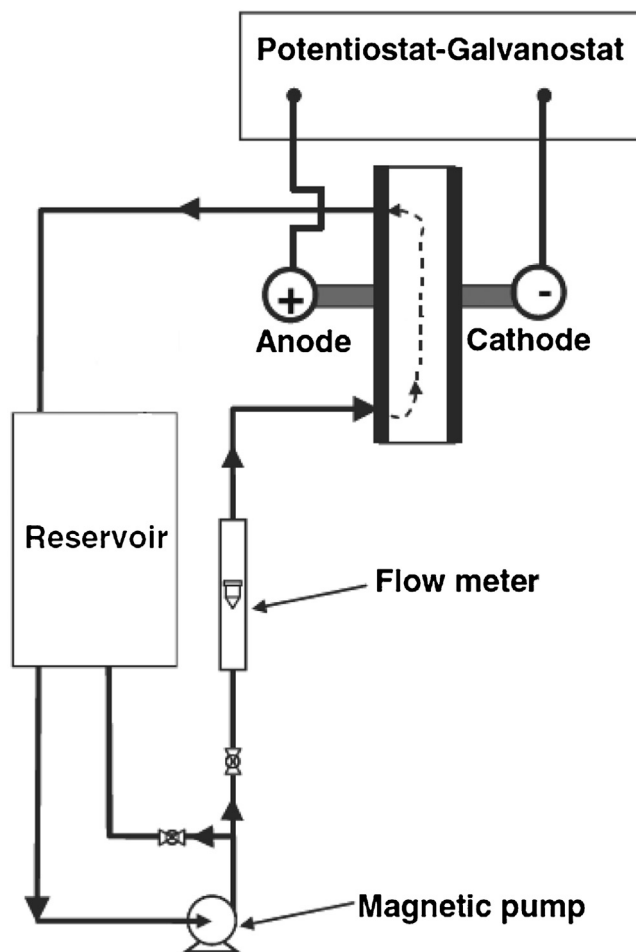 Potentiostat-Galvanostat
+
-
Anode
Cathode
Reservoir
Flow meter
Magnetic pump